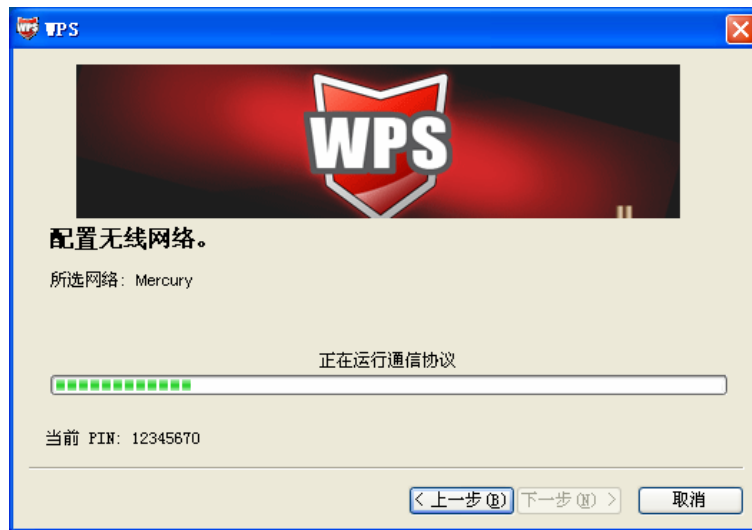 WPS
WPS
配置无线网络。
所选网络: Mercury
正在运行通信协议
当前 PIN: 12345670
< 上一步(B)
下一步(N) >
取消